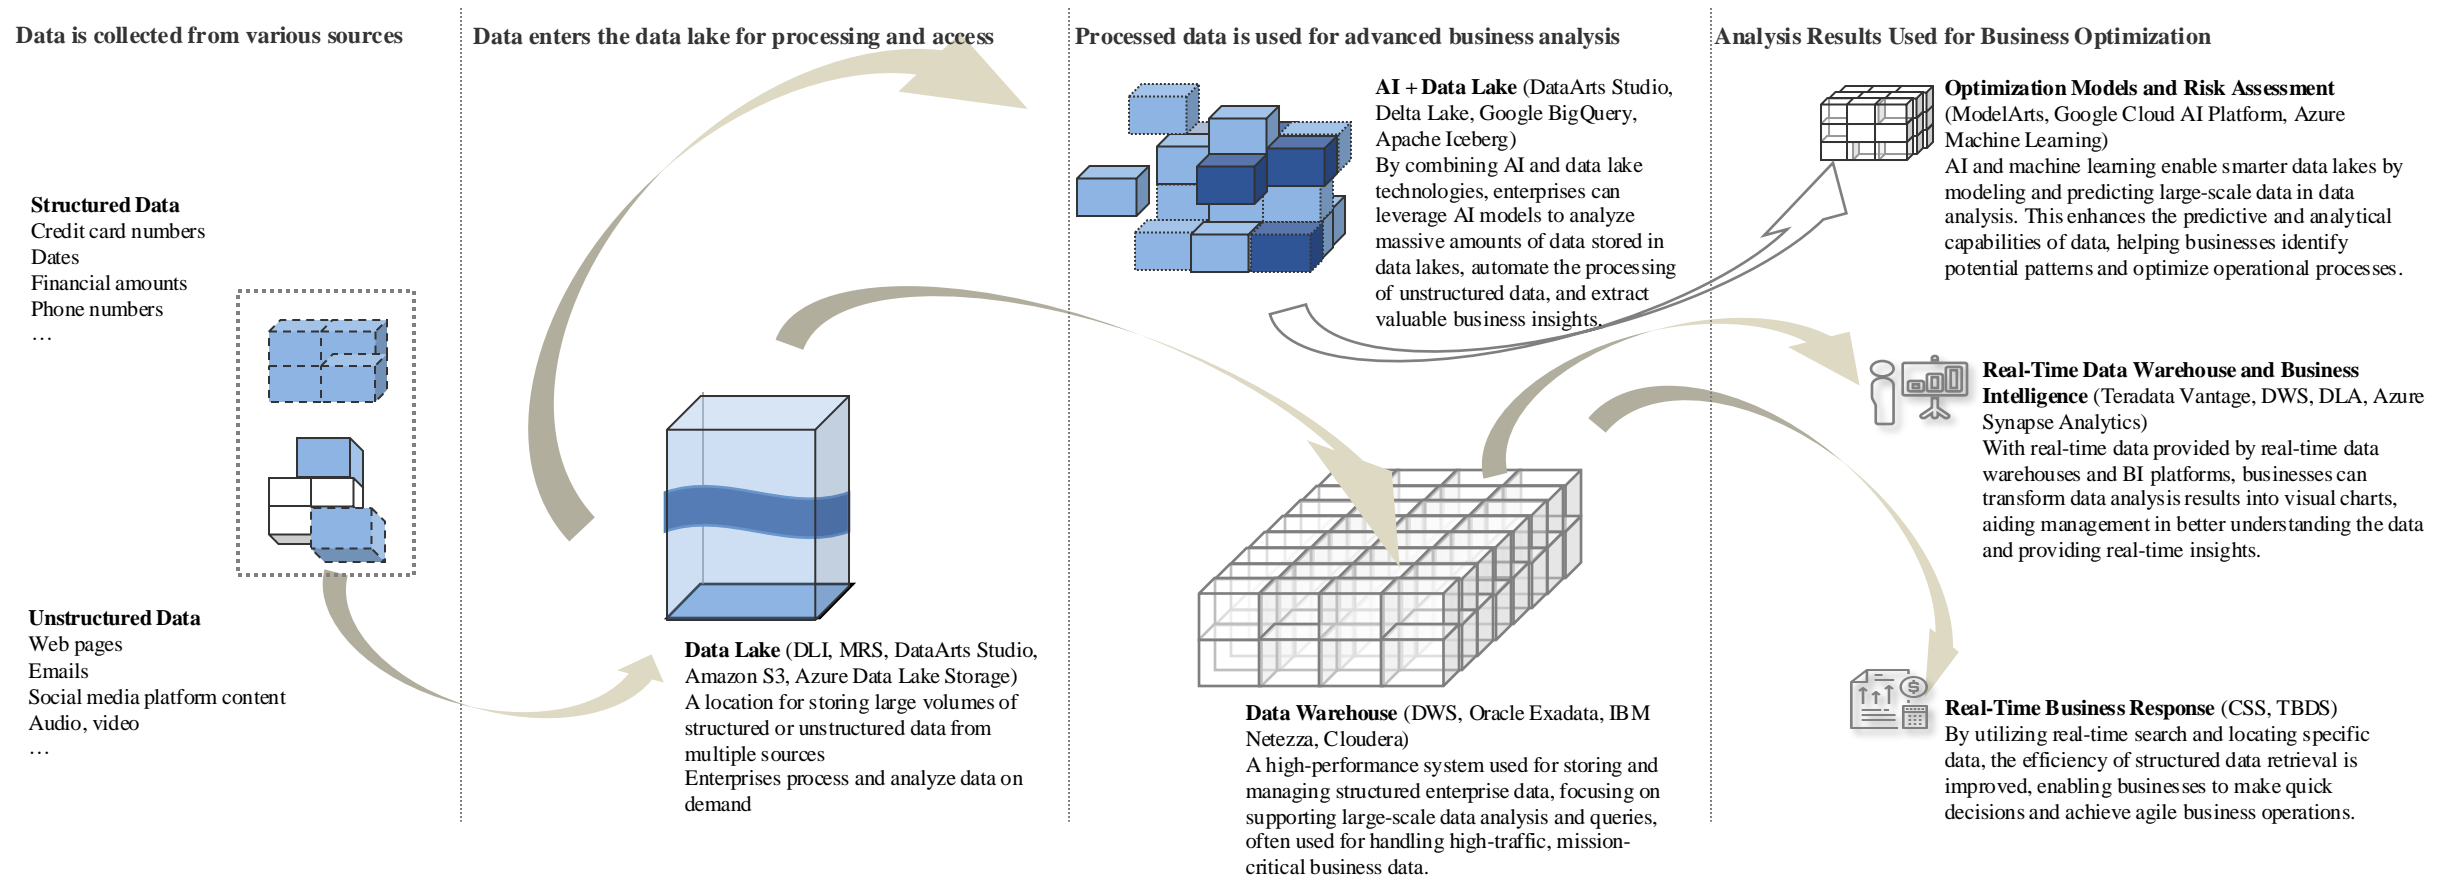 Data is collected from various sources
Structured Data
Credit card numbers
Dates
Financial amounts
Phone numbers
…
Unstructured Data
Web pages
Emails
Social media platform content
Audio, video
…
Data enters the data lake for processing and access
Data Lake (DLI, MRS, DataArts Studio,
Amazon S3, Azure Data Lake Storage)
A location for storing large volumes of
structured or unstructured data from
multiple sources
Enterprises process and analyze data on
demand
Processed data is used for advanced business analysis
AI + Data Lake (DataArts Studio,
Delta Lake, Google BigQuery,
Apache Iceberg)
By combining AI and data lake
technologies, enterprises can
leverage AI models to analyze
massive amounts of data stored in
data lakes, automate the processing
of unstructured data, and extract
valuable business insights.
Data Warehouse (DWS, Oracle Exadata, IBM
Netezza, Cloudera)
A high-performance system used for storing and
managing structured enterprise data, focusing on
supporting large-scale data analysis and queries,
often used for handling high-traffic, mission-
critical business data.
Analysis Results Used for Business Optimization
Optimization Models and Risk Assessment
(ModelArts, Google Cloud AI Platform, Azure
Machine Learning)
AI and machine learning enable smarter data lakes by
modeling and predicting large-scale data in data
analysis. This enhances the predictive and analytical
capabilities of data, helping businesses identify
potential patterns and optimize operational processes.
Real-Time Data Warehouse and Business
Intelligence (Teradata Vantage, DWS, DLA, Azure
Synapse Analytics)
With real-time data provided by real-time data
warehouses and BI platforms, businesses can
transform data analysis results into visual charts,
aiding management in better understanding the data
and providing real-time insights.
$
Real-Time Business Response (CSS, TBDS)
By utilizing real-time search and locating specific
data, the efficiency of structured data retrieval is
improved, enabling businesses to make quick
decisions and achieve agile business operations.